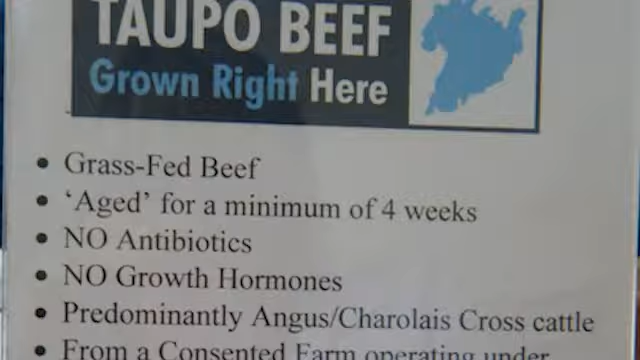 TAUPO BEEF
Grown Right Here
• Grass-Fed Beef
• ‘Aged’ for a minimum of 4 weeks
• NO Antibiotics
• NO Growth Hormones
• Predominantly Angus/Charolais Cross cattle
• From a Consented Farm operating under